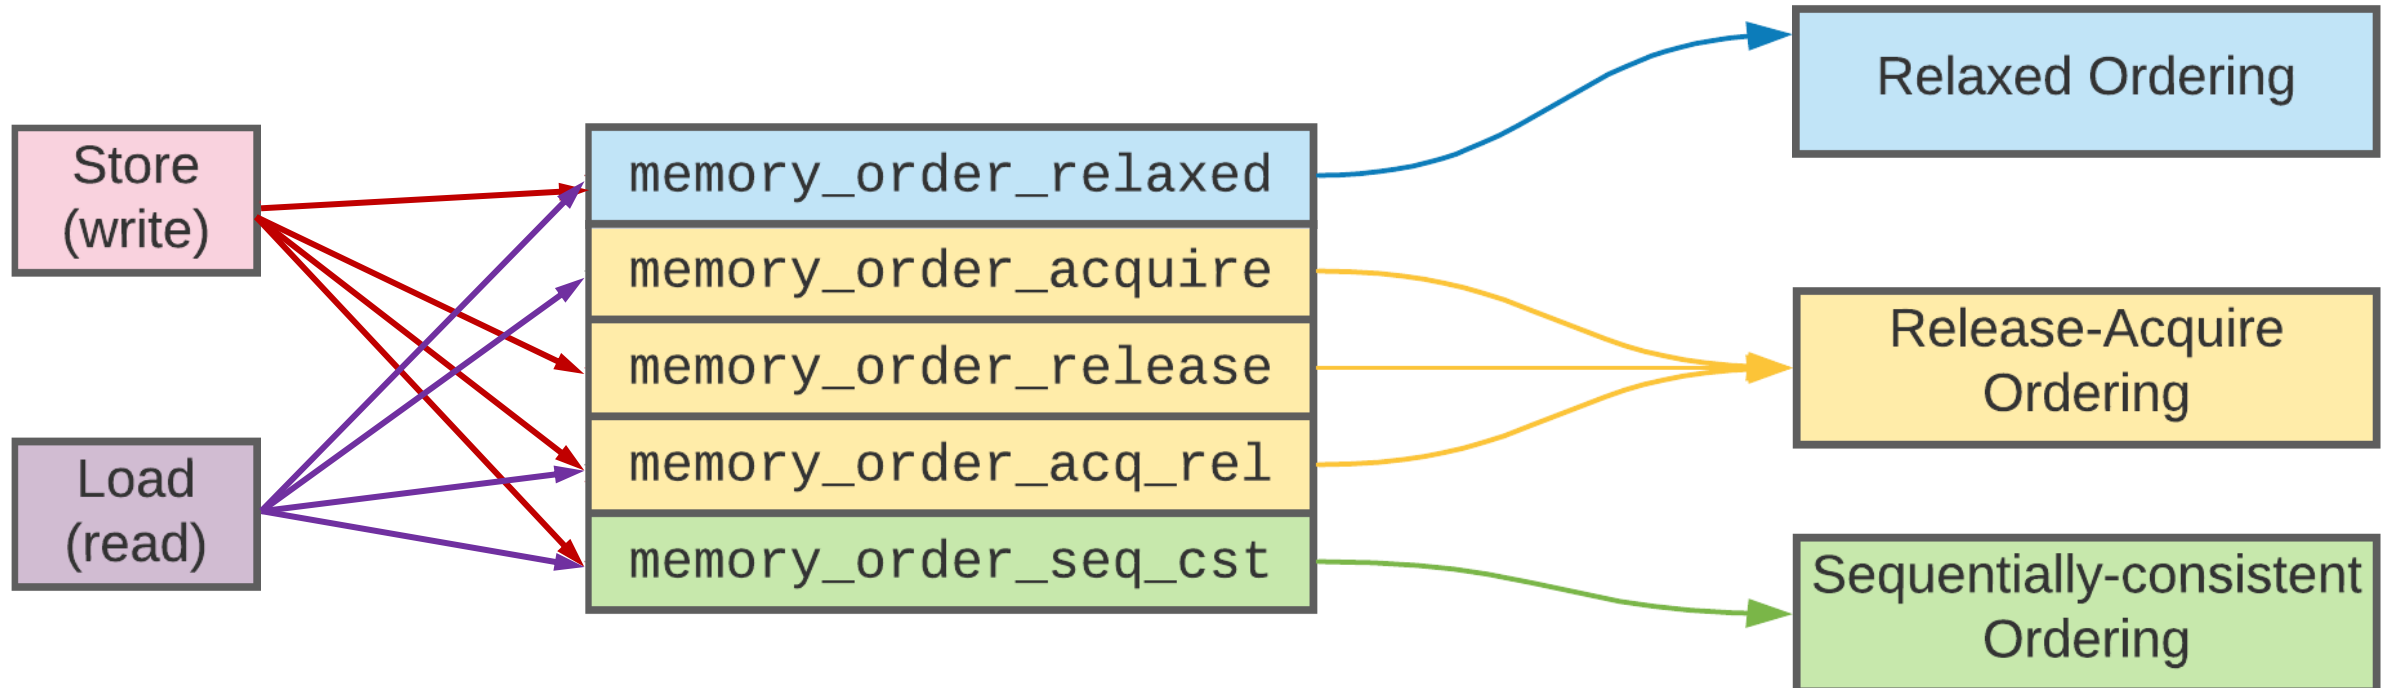 Store
(write)
Load
(read)
memory_order_relaxed
memory_order_acquire
memory_order_release
memory_order_acq_rel
memory_order_seq_cst
Relaxed Ordering
Release-Acquire
Ordering
Sequentially-consistent
Ordering